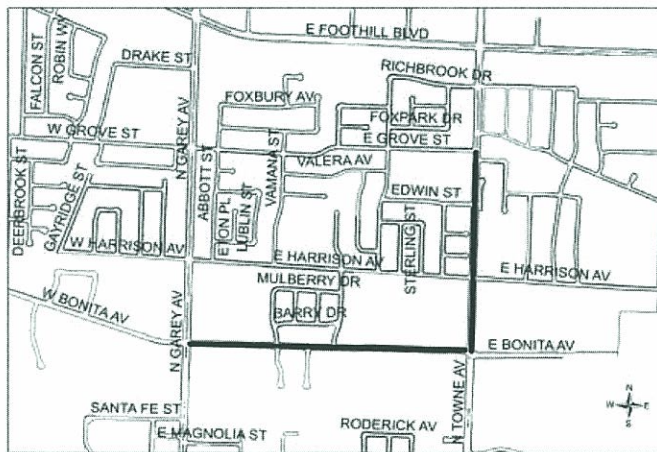 E FOOTHILL BLVD
FALCON ST
ROBIN WY
DRAKE ST
RICHBROOK DR
FOXBURY AV
N GAREY AV
FOXPARK DR
W GROVE ST
E GROVE ST
VALERA AV
ABBOTT ST
VAMANA ST
DEERBROOK ST
GAYRIDGE ST
ETON PL
LUBLIN ST
EDWIN ST
STERLING ST
W HARRISON AV
E HARRISON AV
E HARRISON AV
MULBERRY DR
W BONITA AV
N GAREY AV
BARRY DR
E BONITA AV
N TOWNE AV
N
W E
S
SANTA FE ST
E MAGNOLIA ST
RODERICK AV